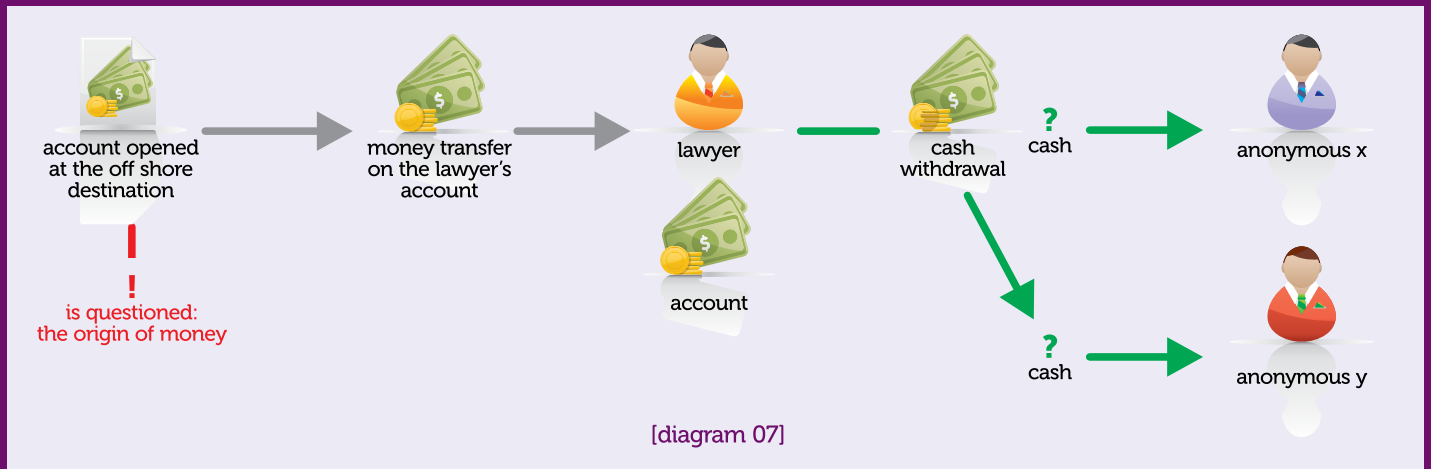 account opened
at the off shore
destination
money transfer
on the lawyer's
account
lawyer
account
cash
withdrawal
?
cash
anonymous x
!
is questioned:
the origin of money
?
cash
anonymous y
[diagram 07]